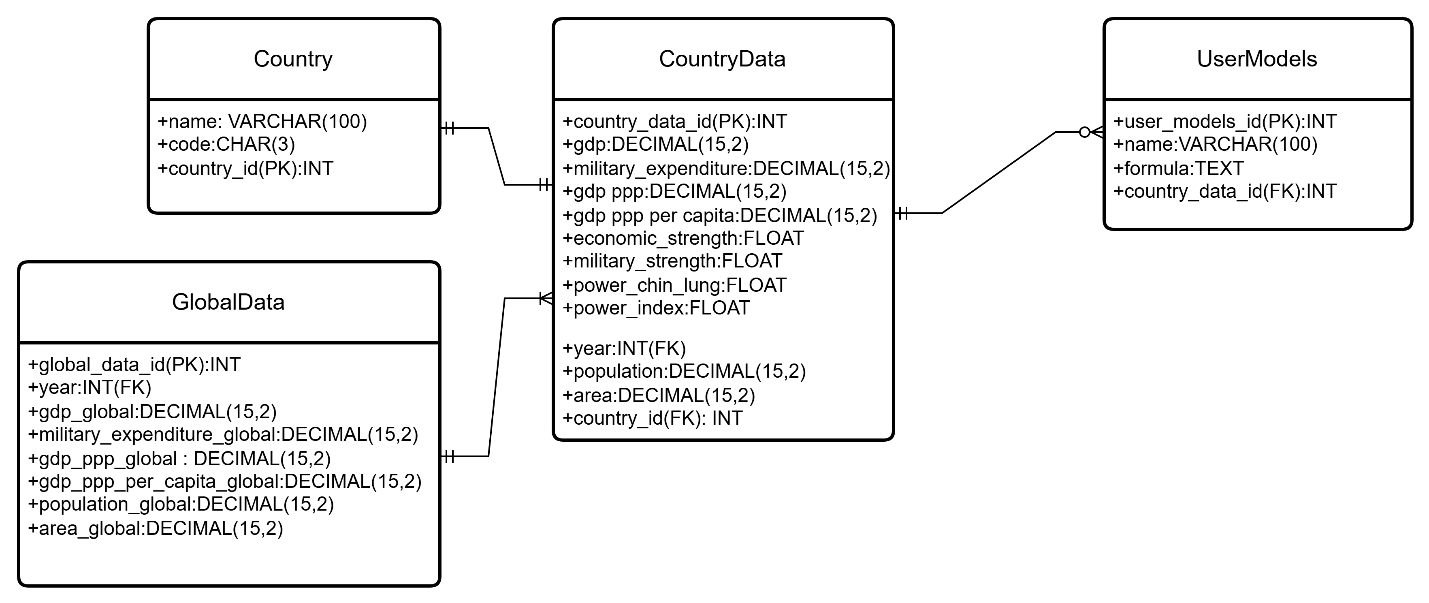 Country
+name: VARCHAR(100)
+code:CHAR(3)
+country_id(PK):INT
GlobalData
+global_data_id(PK):INT
+year:INT(FK)
+gdp_global:DECIMAL(15,2)
+military_expenditure_global:DECIMAL(15,2)
+gdp_ppp_global : DECIMAL(15,2)
+gdp_ppp_per_capita_global:DECIMAL(15,2)
+population_global:DECIMAL(15,2)
+area_global:DECIMAL(15,2)
CountryData
+country_data_id(PK):INT
+gdp:DECIMAL(15,2)
+military_expenditure:DECIMAL(15,2)
+gdp ppp:DECIMAL(15,2)
+gdp ppp per capita:DECIMAL(15,2)
+economic_strength:FLOAT
+military_strength:FLOAT
+power_chin_lung:FLOAT
+power_index:FLOAT
+year:INT(FK)
+population:DECIMAL(15,2)
+area:DECIMAL(15,2)
+country_id(FK): INT
UserModels
+user_models_id(PK):INT
+name:VARCHAR(100)
+formula:TEXT
+country_data_id(FK):INT